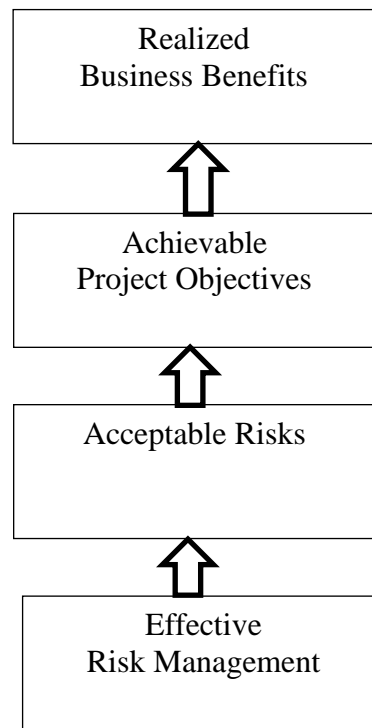 Realized
Business Benefits
Achievable
Project Objectives
Acceptable Risks
Effective
Risk Management